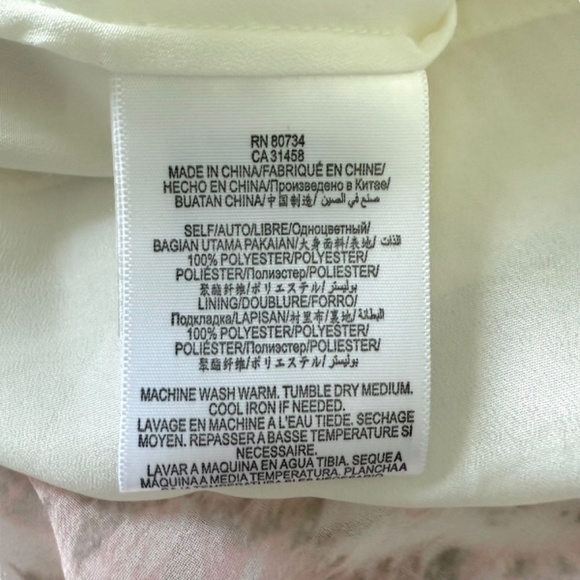 RN 80734
CA 31458
MADE IN CHINA/FABRIQUÉ EN CHINE/
HECHO EN CHINA/Произведено в Китае/
BUATAN CHINA/中国制造/ صنع في الصين/
SELF/AUTO/LIBRE/Одноцветный/
BAGIAN UTAMA PAKAIAN/大身面料/表地/ الذات/
100% POLYESTER/POLYESTER/
POLIÉSTER/Полиэстер/POLIESTER/
聚酯纤维/ポリエステル/ بوليستر/
LINING/DOUBLURE/FORRO/
Подкладка/LAPISAN/衬里布/裏地/ البطانة/
100% POLYESTER/POLYESTER/
POLIÉSTER/Полиэстер/POLIESTER/
聚酯纤维/ポリエステル/ بوليستر/
MACHINE WASH WARM. TUMBLE DRY MEDIUM.
COOL IRON IF NEEDED.
LAVAGE EN MACHINE A L'EAU TIEDE. SECHAGE
MOYEN. REPASSER A BASSE TEMPERATURE SI
NECESSAIRE.
LAVAR A MAQUINA EN AGUA TIBIA. SEQUE A
MÁQUINA A MEDIA TEMPERATURA. PLANCHA A